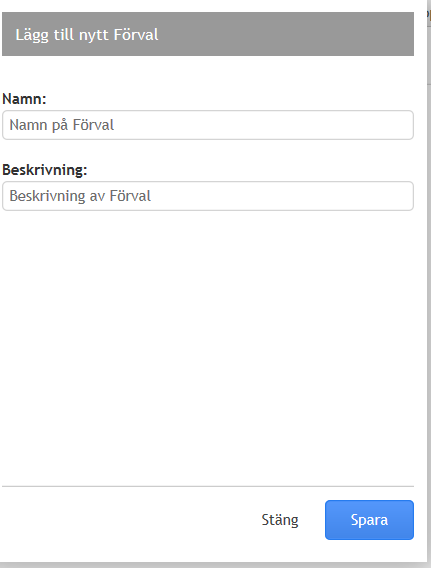 Lägg till nytt Förval
Namn:
Namn på Förval
Beskrivning:
Beskrivning av Förval
Stäng
Spara